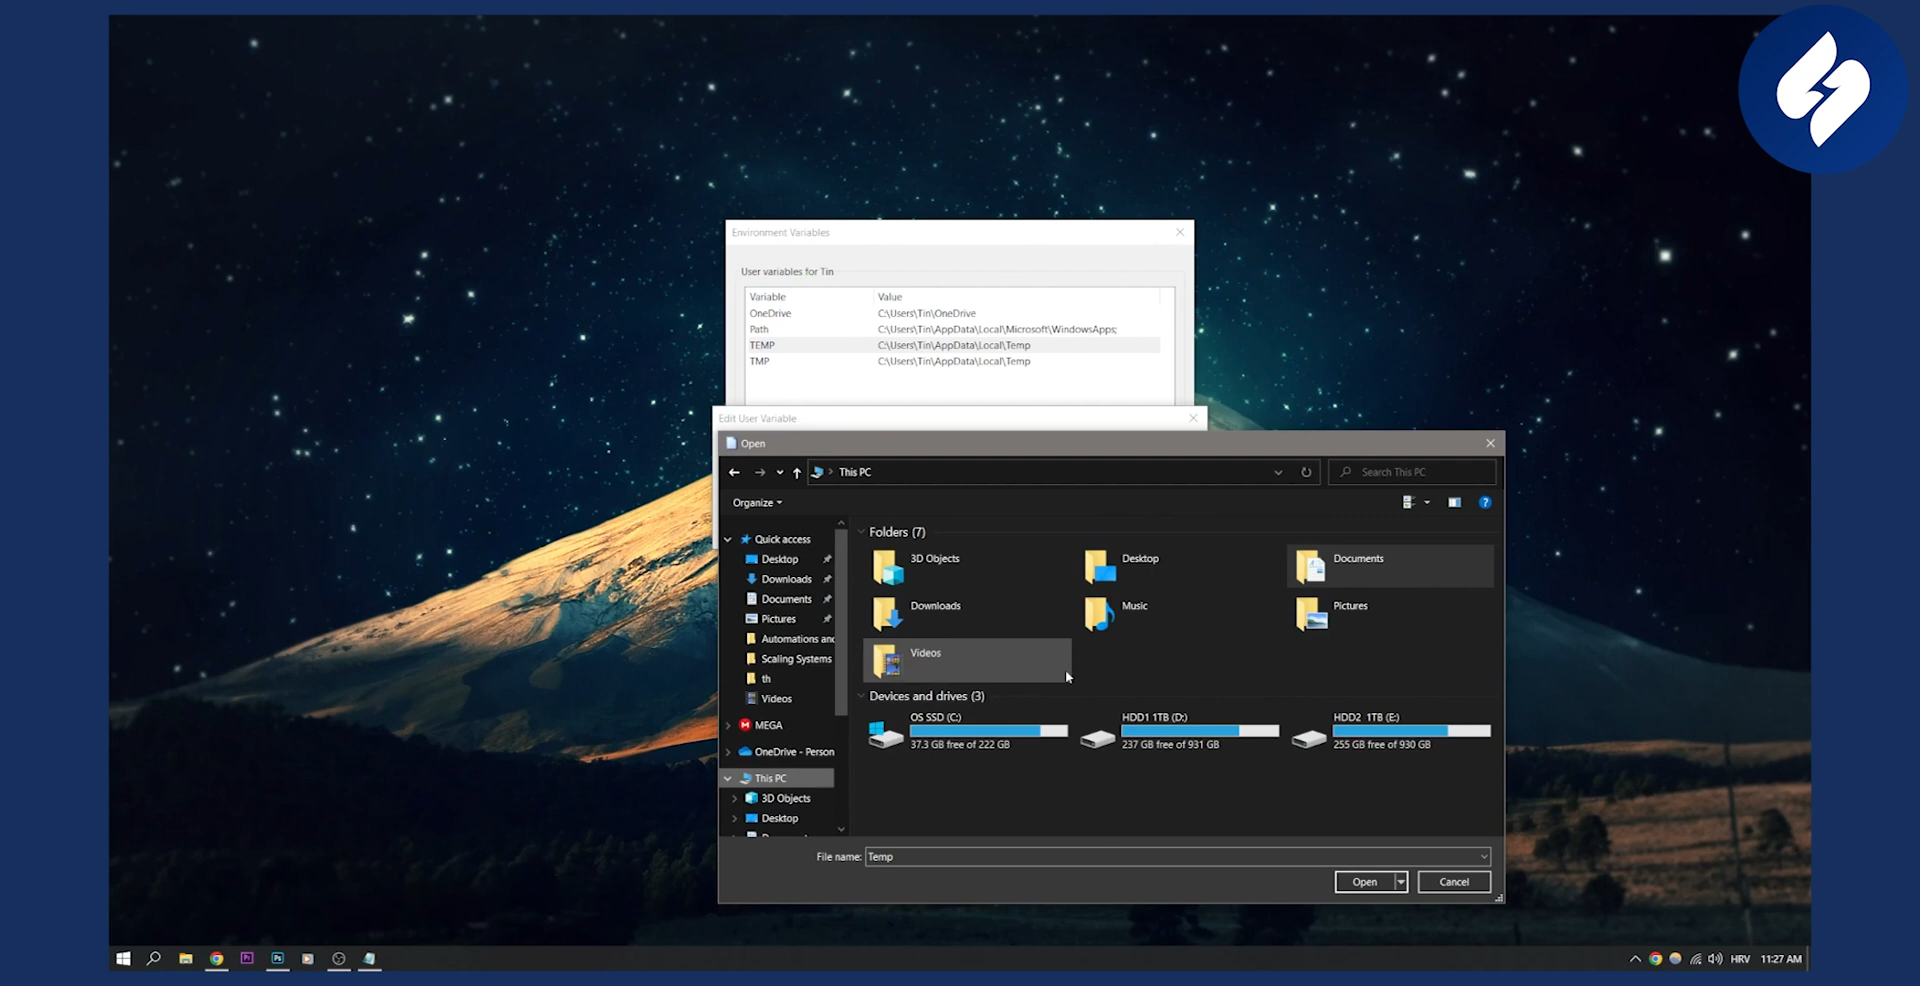 Environment Variables
User variables for Tin
Variable Value
OneDrive C:\Users\Tin\OneDrive
Path C:\Users\Tin\AppData\Local\Microsoft\WindowsApps;
TEMP C:\Users\Tin\AppData\Local\Temp
TMP C:\Users\Tin\AppData\Local\Temp
Edit User Variable
Open
This PC
Search This PC
Organize
Quick access
Desktop
Downloads
Documents
Pictures
Automations and
Scaling Systems
th
Videos
MEGA
OneDrive - Person
This PC
3D Objects
Desktop
Folders (7)
3D Objects
Desktop
Documents
Downloads
Music
Pictures
Videos
Devices and drives (3)
OS SSD (C:)
37.3 GB free of 222 GB
HDD1 1TB (D:)
237 GB free of 931 GB
HDD2 1TB (E:)
255 GB free of 930 GB
File name: Temp
Open
Cancel
Pr
Ps
HRV
11:27 AM